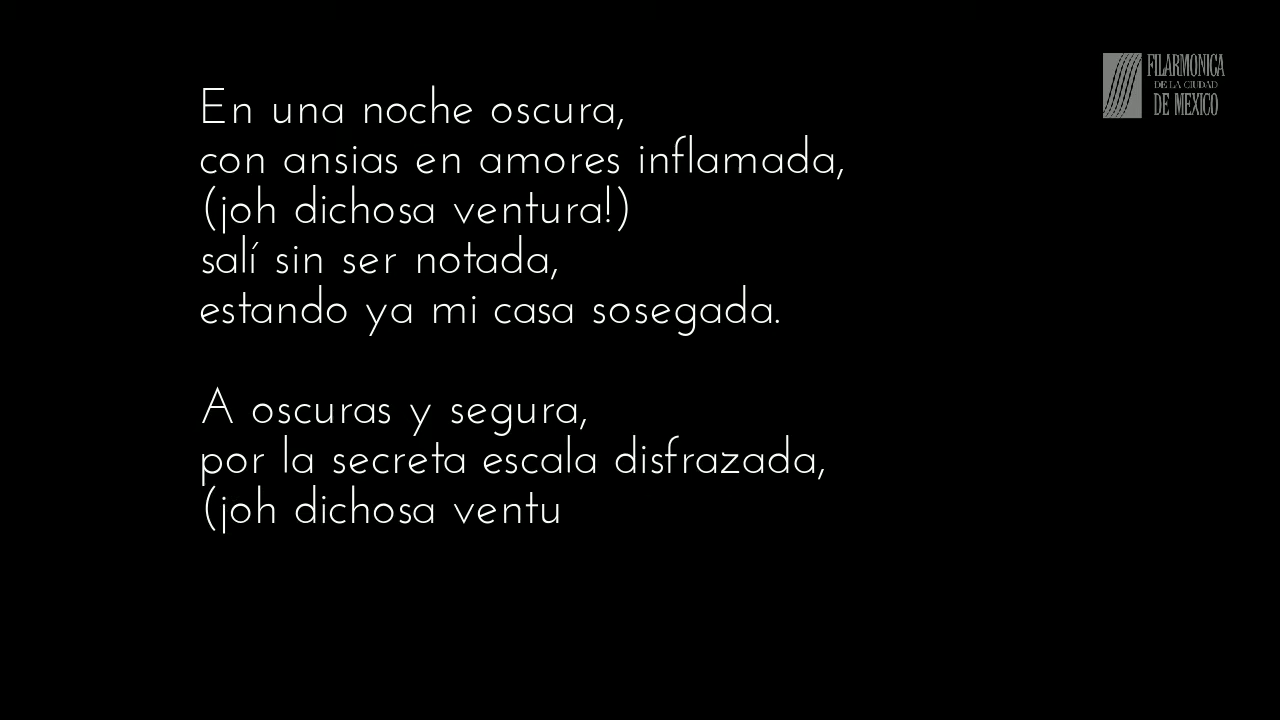 FILARMONICA
DE LA CIUDAD
DE MEXICO
En una noche oscura,
con ansias en amores inflamada,
(¡oh dichosa ventura!)
salí sin ser notada,
estando ya mi casa sosegada.
A oscuras y segura,
por la secreta escala disfrazada,
(¡oh dichosa ventu